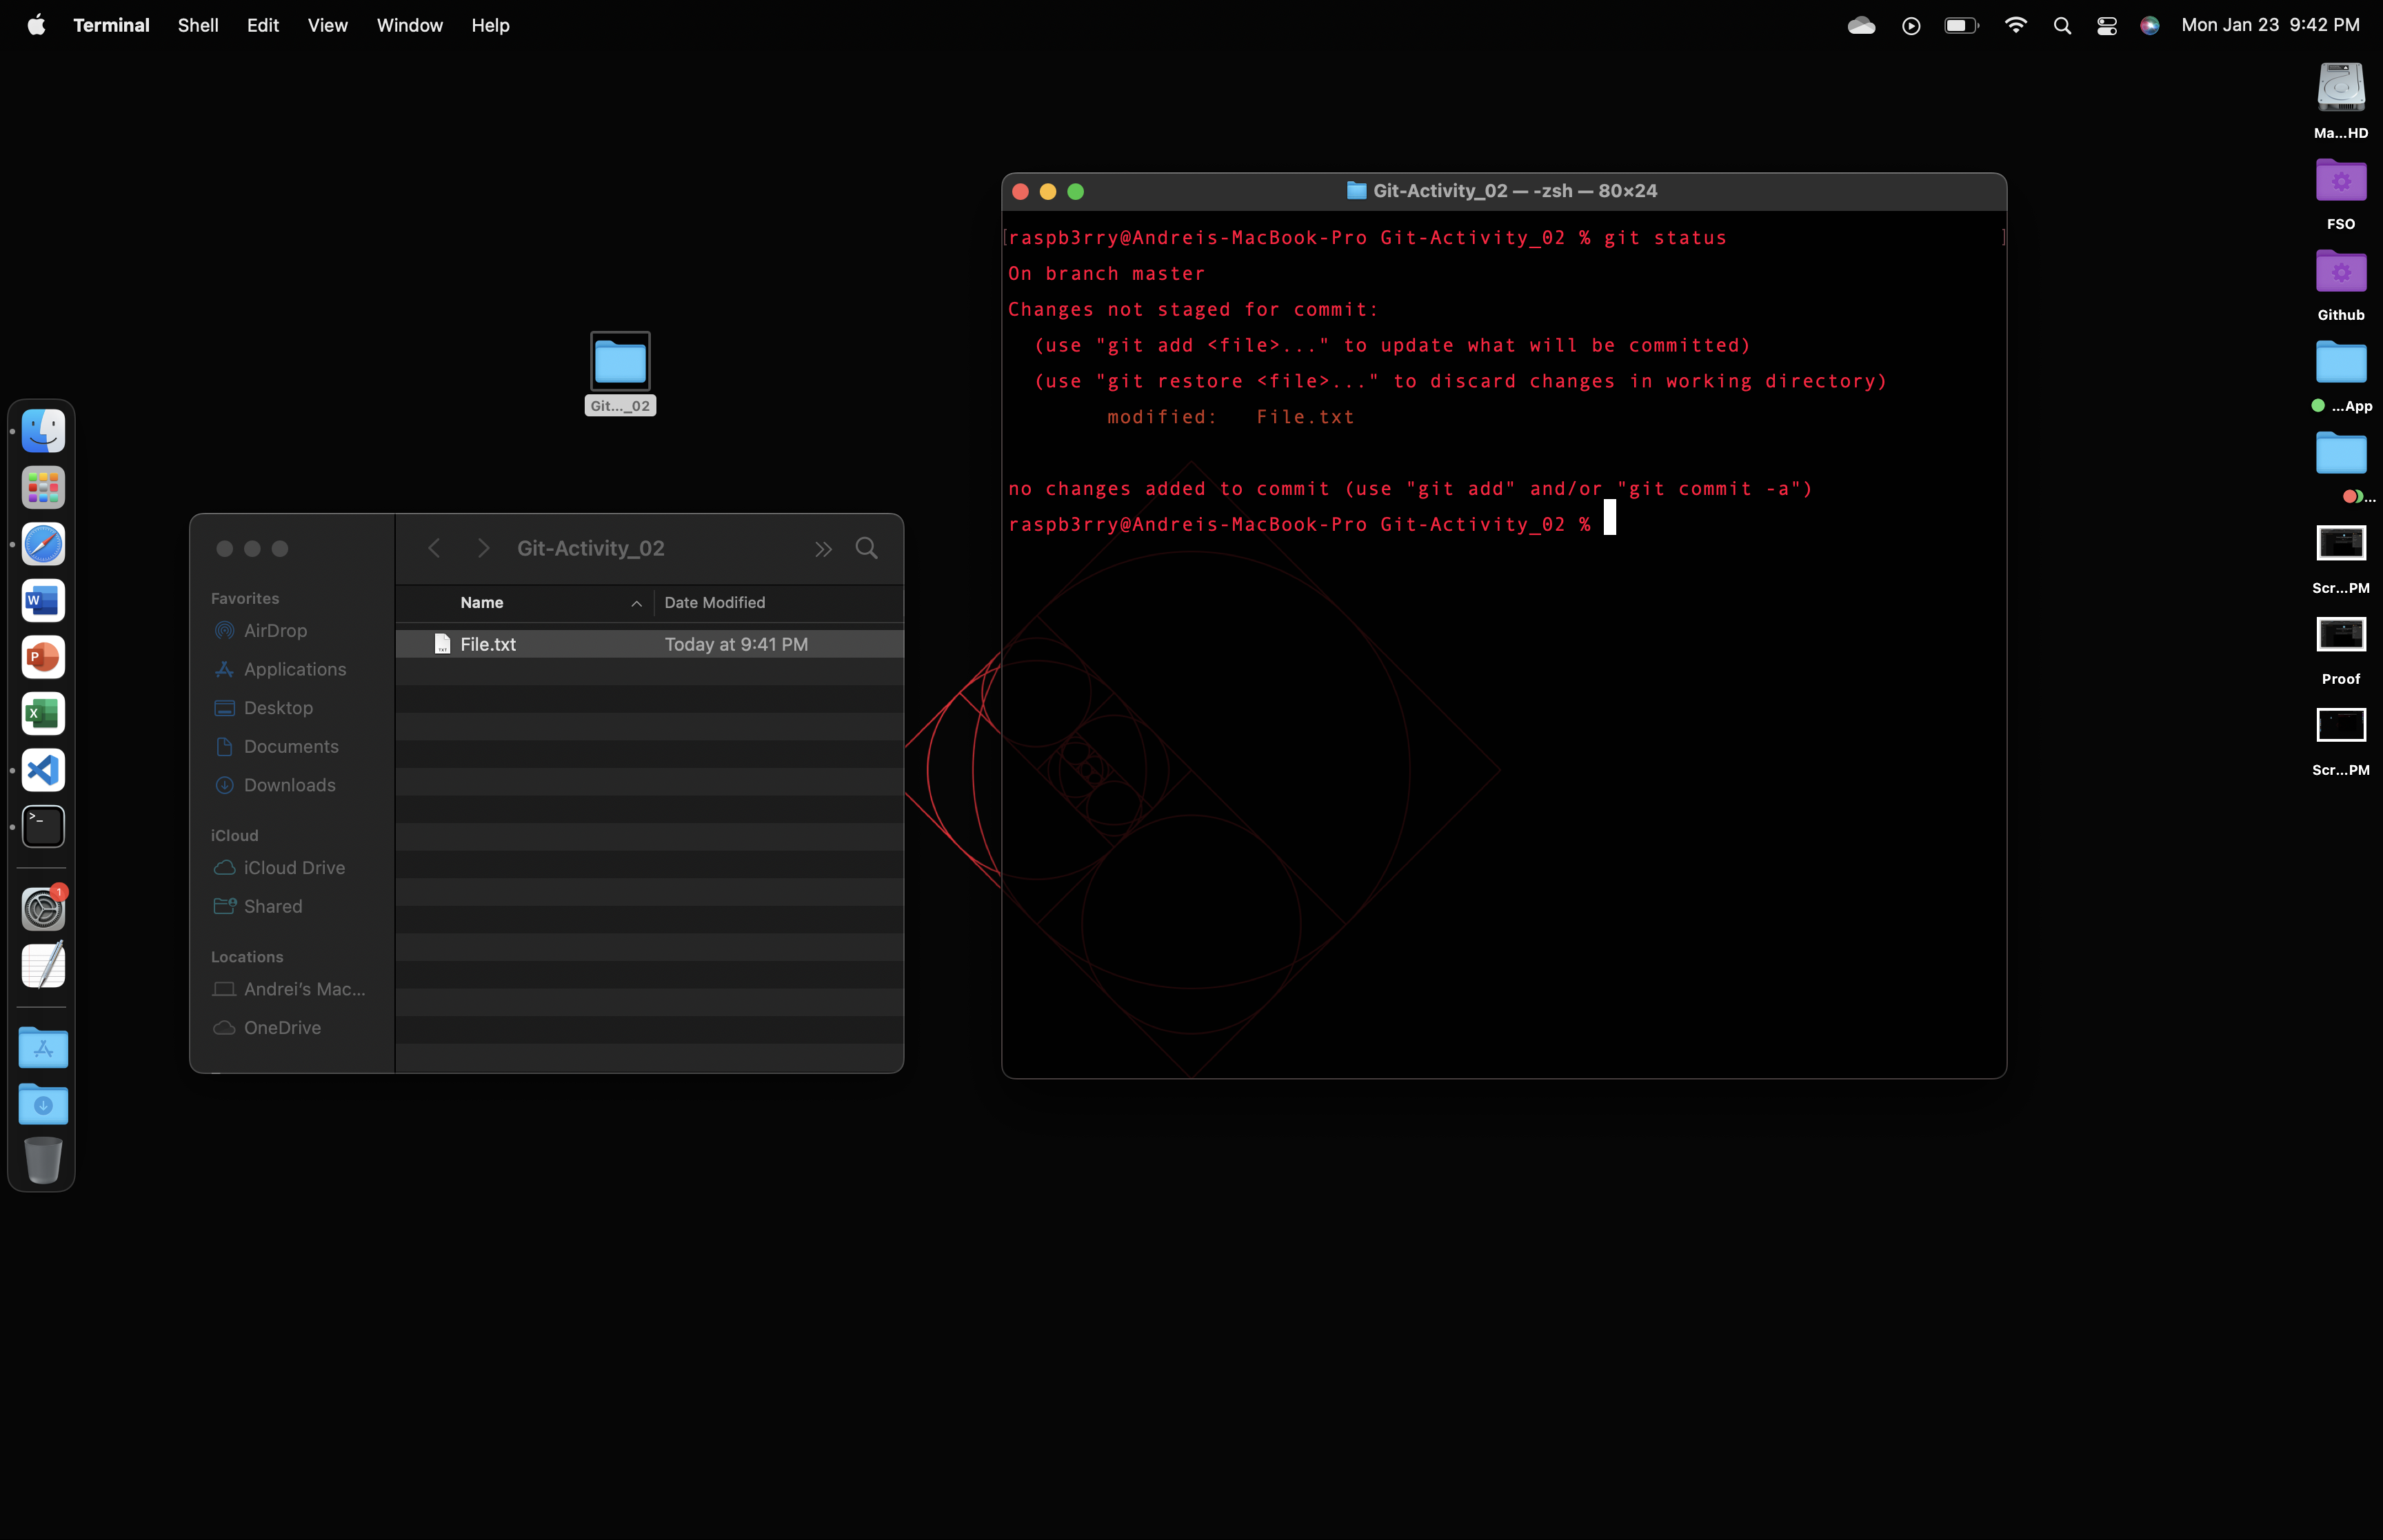 Terminal Shell Edit View Window Help
Mon Jan 23 9:42 PM
Ma...HD
FSO
Github
...App
...
Scr...PM
Proof
Scr...PM
Git..._02
Git-Activity_02 — -zsh — 80×24
[raspb3rry@Andreis-MacBook-Pro Git-Activity_02 % git status ]
On branch master
Changes not staged for commit:
(use "git add <file>..." to update what will be committed)
(use "git restore <file>..." to discard changes in working directory)
modified: File.txt
no changes added to commit (use "git add" and/or "git commit -a")
raspb3rry@Andreis-MacBook-Pro Git-Activity_02 %
Git-Activity_02
Favorites
AirDrop
Applications
Desktop
Documents
Downloads
iCloud
iCloud Drive
Shared
Locations
Andrei's Mac...
OneDrive
Name Date Modified
File.txt Today at 9:41 PM
W
P
X
>_
1